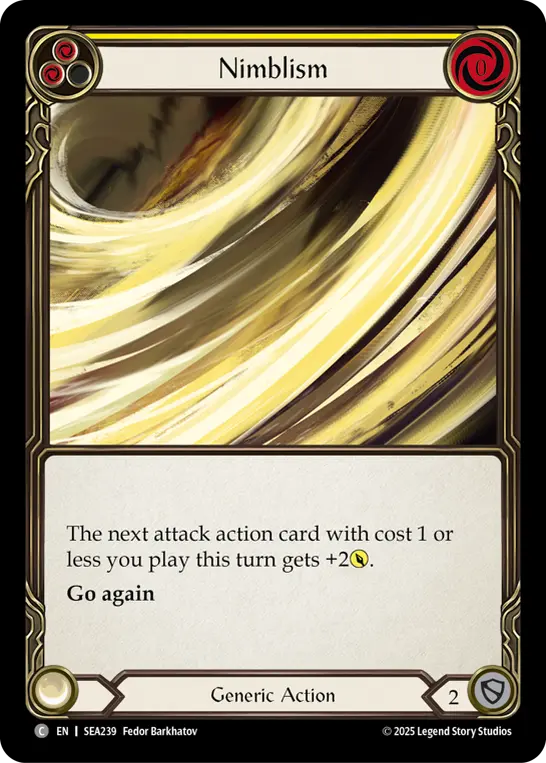 Nimblism
0
The next attack action card with cost 1 or
less you play this turn gets +2.
Go again
Generic Action
2
C EN | SEA239 Fedor Barkhatov
© 2025 Legend Story Studios